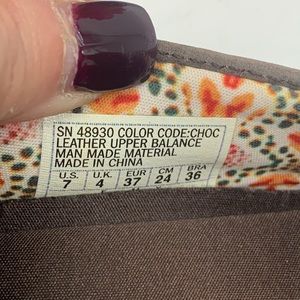 SN 48930 COLOR CODE:CHOC
LEATHER UPPER BALANCE
MAN MADE MATERIAL
MADE IN CHINA
U.S. U.K. EUR CM BRA
7 4 37 24 36